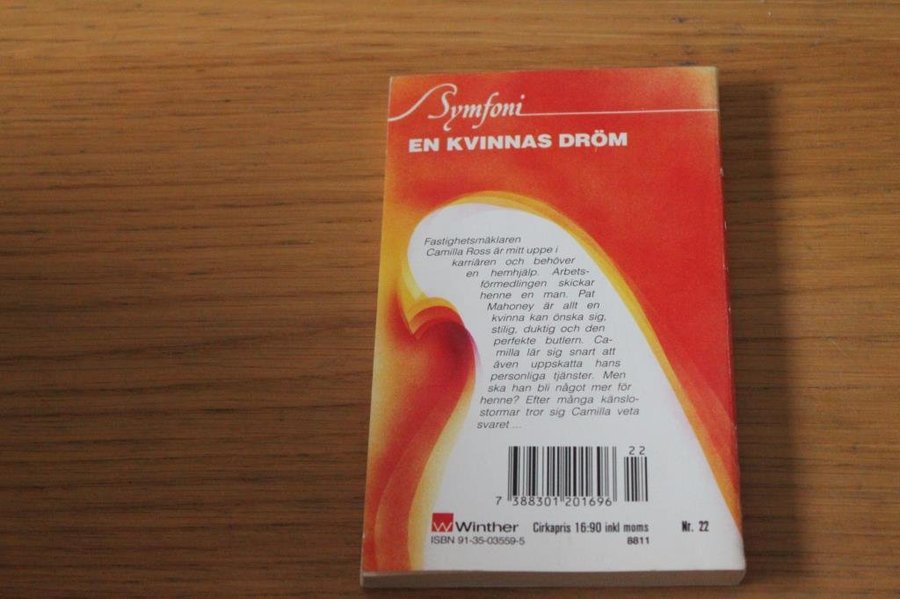 Symfoni
EN KVINNAS DRÖM
Fastighetsmäklaren
Camilla Ross är mitt uppe i
karriären och behöver
en hemhjälp. Arbets-
förmedlingen skickar
henne en man. Pat
Mahoney är allt en
kvinna kan önska sig,
stilig, duktig och den
perfekte butlern. Ca-
milla lär sig snart att
även uppskatta hans
personliga tjänster. Men
ska han bli något mer för
henne? Efter många känslo-
stormar tror sig Camilla veta
svaret ...
22
7 388301 201696
W Winther Cirkapris 16:90 inkl moms Nr. 22
ISBN 91-35-03559-5 8811